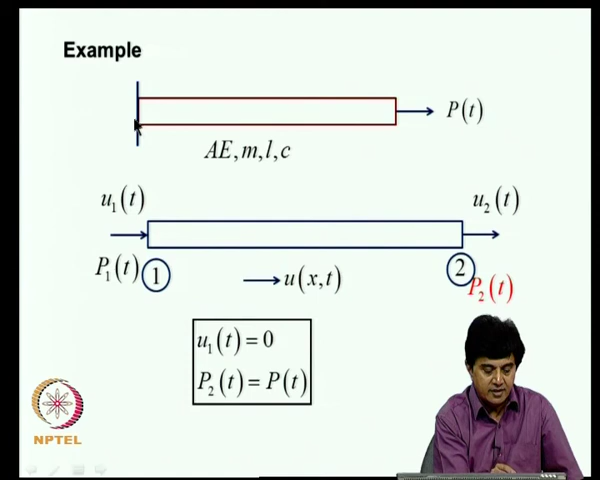 Example
P(t)
AE, m, l, c
u₁(t)
u₂(t)
P₁(t)
1
u(x,t)
2
P₂(t)
u₁(t) = 0
P₂(t) = P(t)
NPTEL